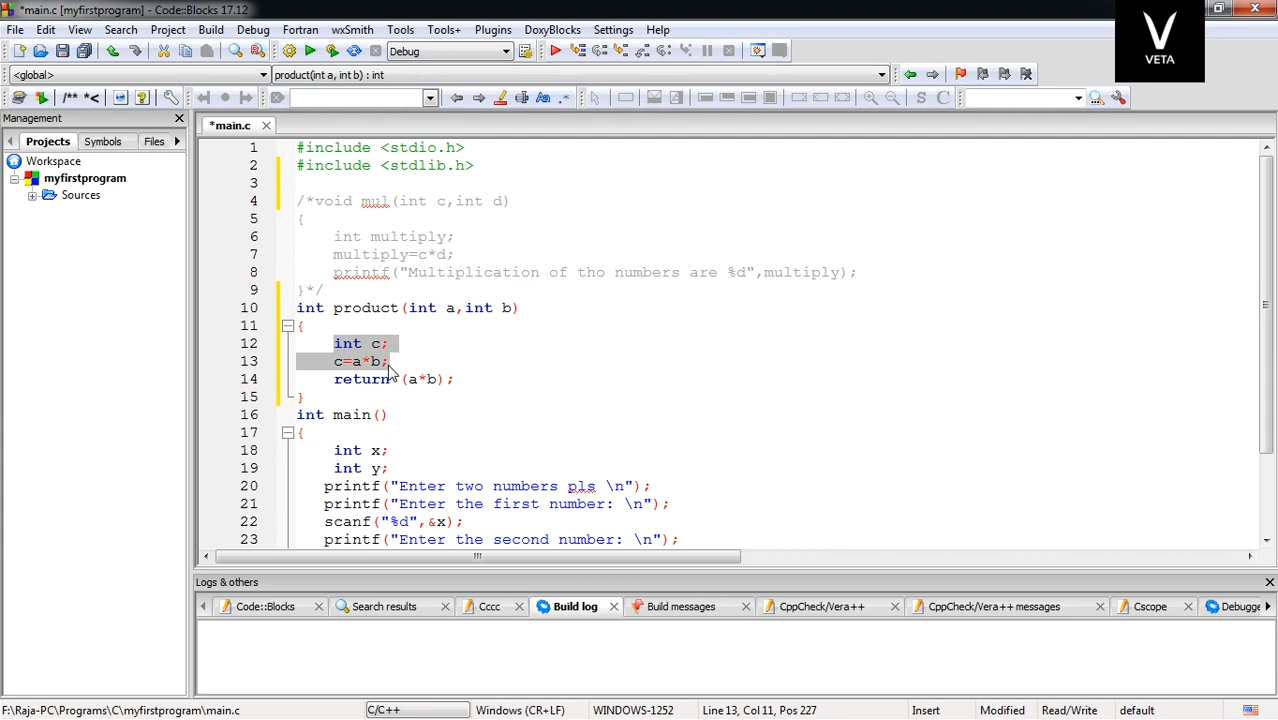 *main.c [myfirstprogram] - Code::Blocks 17.12
VETA
File Edit View Search Project Build Debug Fortran wxSmith Tools Tools+ Plugins DoxyBlocks Settings Help
Debug
<global> product(int a, int b) : int
/** *<
S C
Management
*main.c
Projects Symbols Files
Workspace
myfirstprogram
Sources
1 #include <stdio.h>
2 #include <stdlib.h>
3
4 /*void mul(int c,int d)
5 {
6 int multiply;
7 multiply=c*d;
8 printf("Multiplication of tho numbers are %d",multiply);
9 }*/
10 int product(int a,int b)
11 {
12 int c;
13 c=a*b;
14 return (a*b);
15 }
16 int main()
17 {
18 int x;
19 int y;
20 printf("Enter two numbers pls \n");
21 printf("Enter the first number: \n");
22 scanf("%d",&x);
23 printf("Enter the second number: \n");
Logs & others
Code::Blocks Search results Cccc Build log Build messages CppCheck/Vera++ CppCheck/Vera++ messages Cscope Debugge
F:\Raja-PC\Programs\C\myfirstprogram\main.c C/C++ Windows (CR+LF) WINDOWS-1252 Line 13, Col 11, Pos 227 Insert Modified Read/Write default